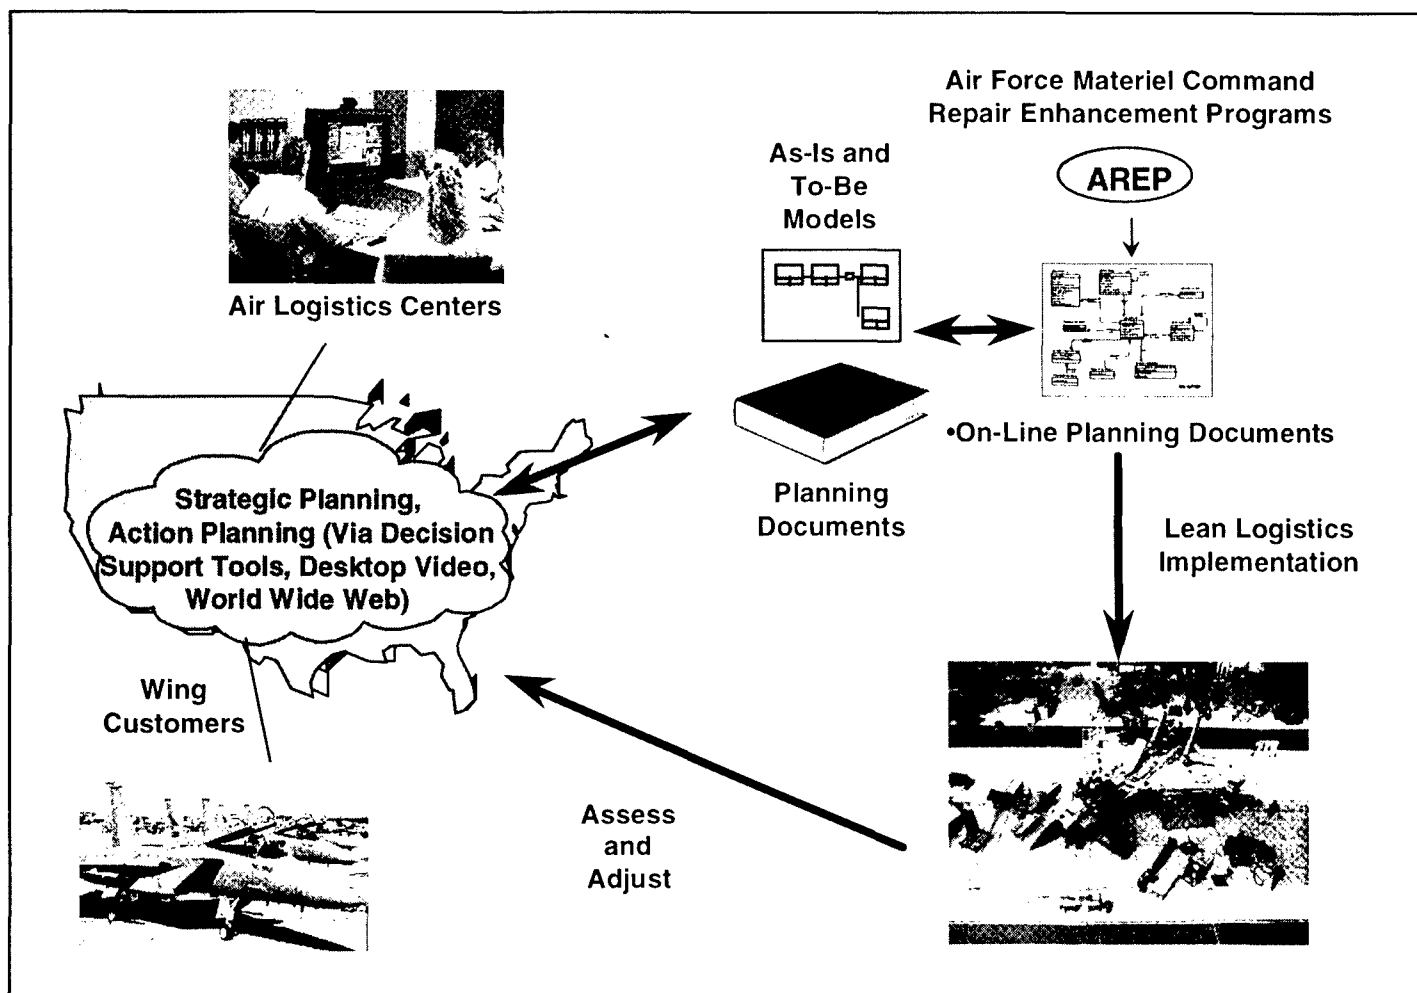 Air Force Materiel Command
Repair Enhancement Programs
As-Is and
To-Be
Models
AREP
Air Logistics Centers
•On-Line Planning Documents
Strategic Planning,
Action Planning (Via Decision
Support Tools, Desktop Video,
World Wide Web)
Planning
Documents
Lean Logistics
Implementation
Wing
Customers
Assess
and
Adjust